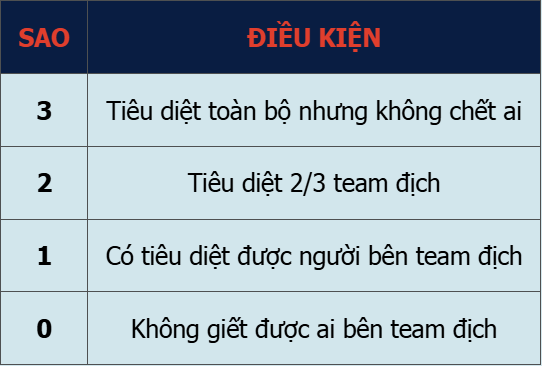 SAO ĐIỀU KIỆN
3 Tiêu diệt toàn bộ nhưng không chết ai
2 Tiêu diệt 2/3 team địch
1 Có tiêu diệt được người bên team địch
0 Không giết được ai bên team địch